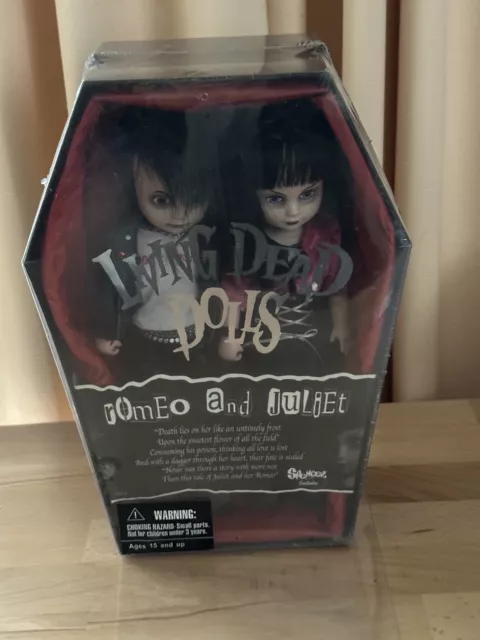 LIVING DEAD
DOLLS
romeo and JuLiEt
"Death lies on her like an untimely frost
Upon the sweetest flower of all the field"
Consuming his poison, thinking all love is lost
And with a dagger through her heart, their fate is sealed
"Never was there a story with more woe
Than this tale of Juliet and her Romeo"
SPENCER
Exclusive
WARNING:
CHOKING HAZARD- Small parts.
Not for children under 3 years.
Ages 15 and up